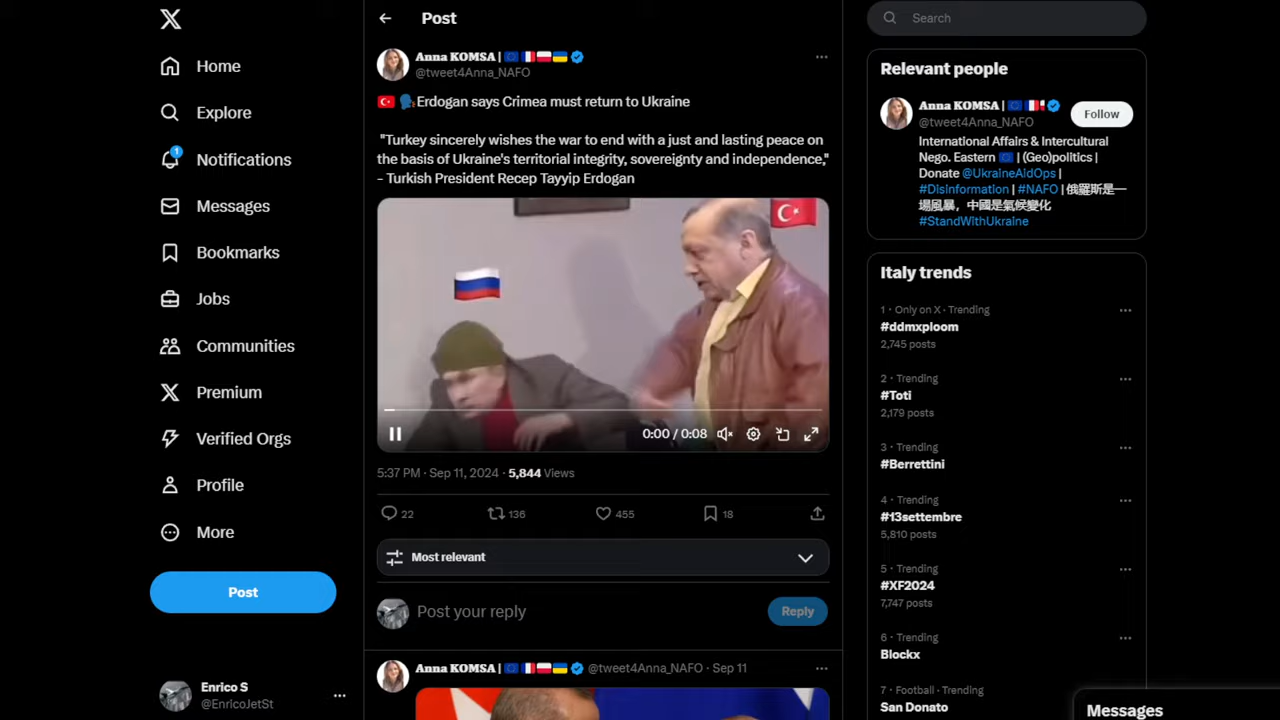 Home
Explore
1
Notifications
Messages
Bookmarks
Jobs
Communities
Premium
Verified Orgs
Profile
More
Post
Enrico S
@EnricoJetSt
Post
Anna KOMSA |
@tweet4Anna_NAFO
Erdogan says Crimea must return to Ukraine
"Turkey sincerely wishes the war to end with a just and lasting peace on
the basis of Ukraine's territorial integrity, sovereignty and independence,"
- Turkish President Recep Tayyip Erdogan
0:00 / 0:08
5:37 PM · Sep 11, 2024 · 5,844 Views
22 136 455 18
Most relevant
Post your reply
Reply
Anna KOMSA | @tweet4Anna_NAFO · Sep 11
Search
Relevant people
Anna KOMSA |
@tweet4Anna_NAFO
Follow
International Affairs & Intercultural
Nego. Eastern | (Geo)politics |
Donate @UkraineAidOps |
#Disinformation | #NAFO | 俄羅斯是一
場風暴，中國是氣候變化
#StandWithUkraine
Italy trends
1 · Only on X · Trending
#ddmxploom
2,745 posts
2 · Trending
#Toti
2,179 posts
3 · Trending
#Berrettini
4 · Trending
#13settembre
5,810 posts
5 · Trending
#XF2024
7,747 posts
6 · Trending
Blockx
7 · Football · Trending
San Donato
Messages